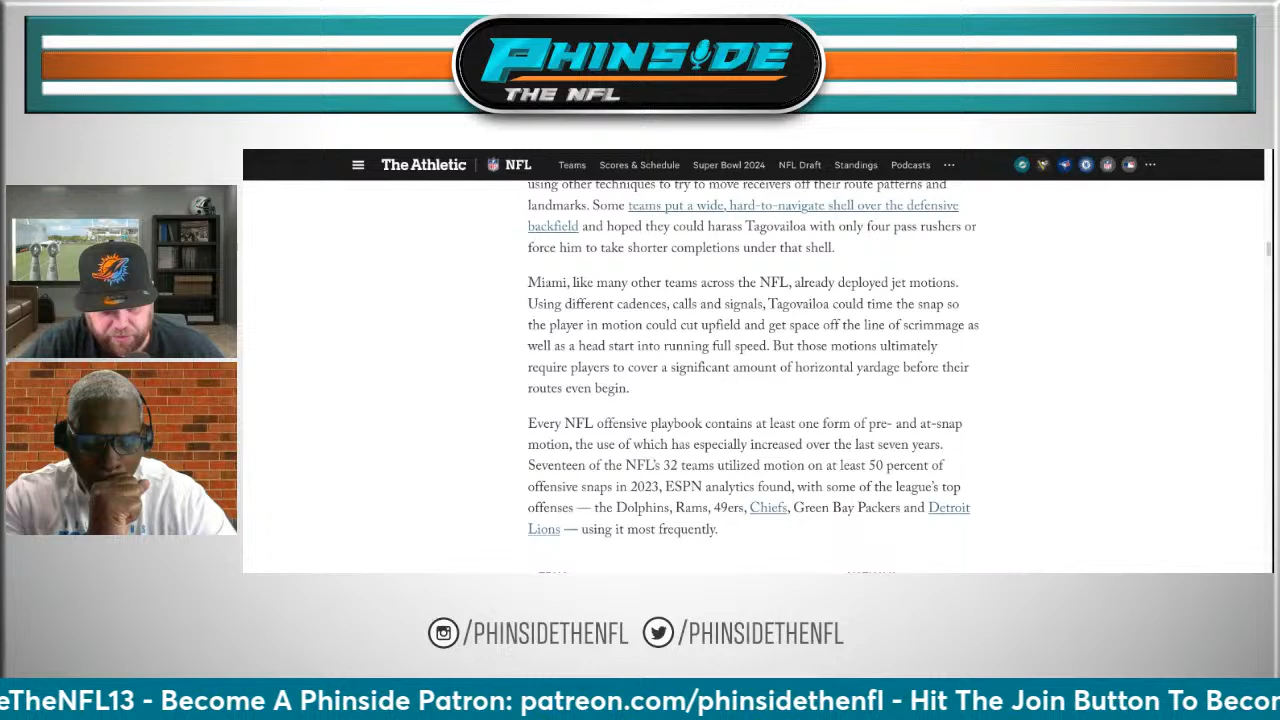 PHINSIDE
THE NFL
The Athletic
NFL
Teams
Scores & Schedule
Super Bowl 2024
NFL Draft
Standings
Podcasts
using other techniques to try to move receivers off their route patterns and
landmarks. Some teams put a wide, hard-to-navigate shell over the defensive
backfield and hoped they could harass Tagovailoa with only four pass rushers or
force him to take shorter completions under that shell.
Miami, like many other teams across the NFL, already deployed jet motions.
Using different cadences, calls and signals, Tagovailoa could time the snap so
the player in motion could cut upfield and get space off the line of scrimmage as
well as a head start into running full speed. But those motions ultimately
require players to cover a significant amount of horizontal yardage before their
routes even begin.
Every NFL offensive playbook contains at least one form of pre- and at-snap
motion, the use of which has especially increased over the last seven years.
Seventeen of the NFL's 32 teams utilized motion on at least 50 percent of
offensive snaps in 2023, ESPN analytics found, with some of the league's top
offenses — the Dolphins, Rams, 49ers, Chiefs, Green Bay Packers and Detroit
Lions — using it most frequently.
/PHINSIDETHENFL
/PHINSIDETHENFL
eTheNFL13 - Become A Phinside Patron: patreon.com/phinsidethenfl - Hit The Join Button To Becor